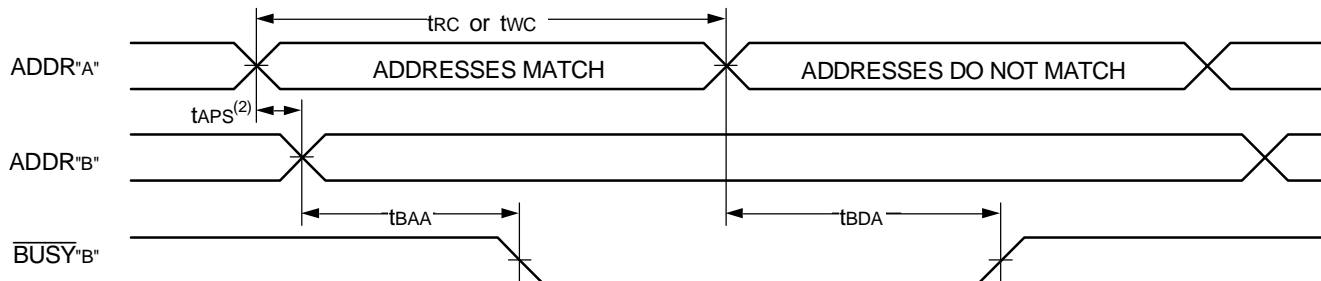 tRC or tWC
ADDR"A"
ADDRESSES MATCH
ADDRESSES DO NOT MATCH
tAPS(2)
ADDR"B"
tBAA
tBDA
BUSY"B"